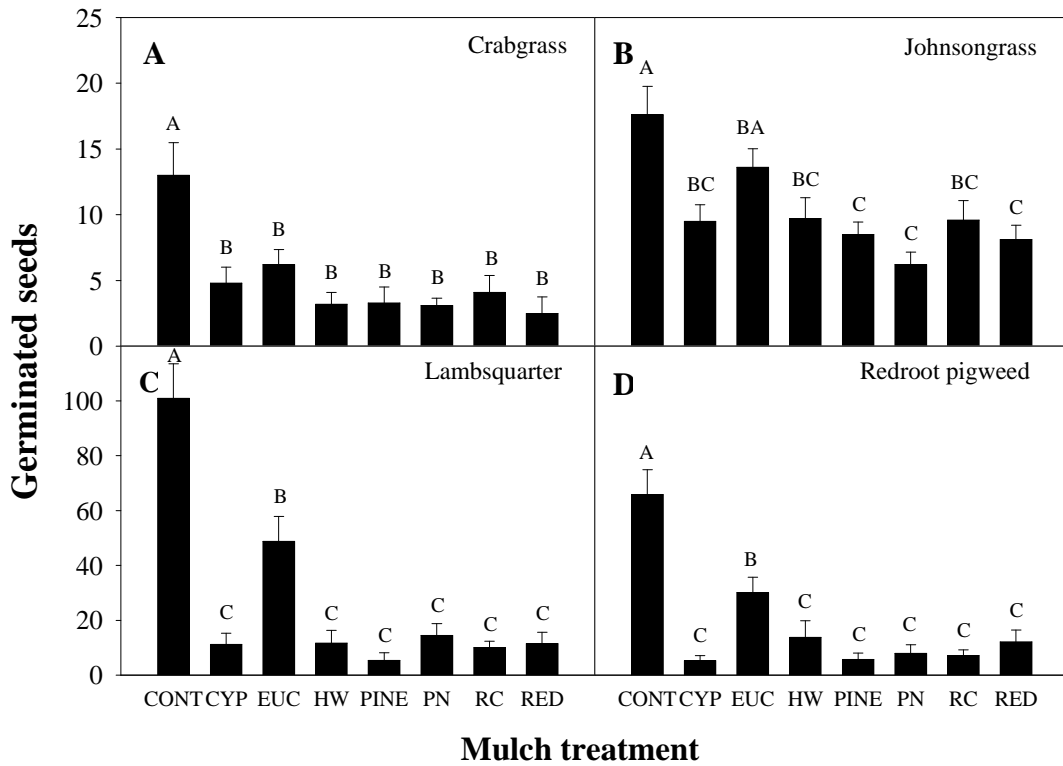 Germinated seeds
25
20
15
10
5
0
A
Crabgrass
A
B
B
B
B
B
B
B
B
Johnsongrass
A
BC
BA
BC
C
C
BC
C
100
80
60
40
20
0
C
Lambsquarter
A
C
B
C
C
C
C
C
D
Redroot pigweed
A
C
B
C
C
C
C
C
CONT CYP EUC HW PINE PN RC RED
CONT CYP EUC HW PINE PN RC RED
Mulch treatment